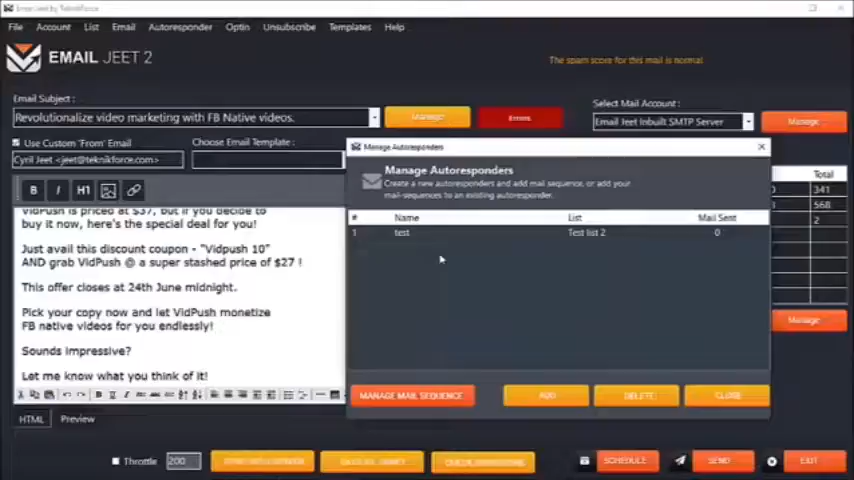 Email Jeet by Teknikforce
File Account List Email Autoresponder Optin Unsubscribe Templates Help
EMAIL JEET 2
The spam score for this mail is normal
Email Subject :
Revolutionalize video marketing with FB Native videos.
Manage
Errors
Select Mail Account :
Email Jeet Inbuilt SMTP Server
Manage
Use Custom "From" Email
Choose Email Template :
Cyril Jeet <jeet@teknikforce.com>
B I H1
VidPush is priced at $37, but if you decide to
buy it now, here's the special deal for you!
Just avail this discount coupon - "Vidpush 10"
AND grab VidPush @ a super stashed price of $27 !
This offer closes at 24th June midnight.
Pick your copy now and let VidPush monetize
FB native videos for you endlessly!
Sounds impressive?
Let me know what you think of it!
HTML Preview
Manage Autoresponders
Manage Autoresponders
Create a new autoresponders and add mail sequence, or add your
mail-sequences to an existing autoresponder.
# Name List Mail Sent
1 test Test list 2 0
MANAGE MAIL SEQUENCE ADD DELETE CLOSE
Total
0 341
3 568
2
Manage
Throttle 200
SCHEDULE SEND EXIT